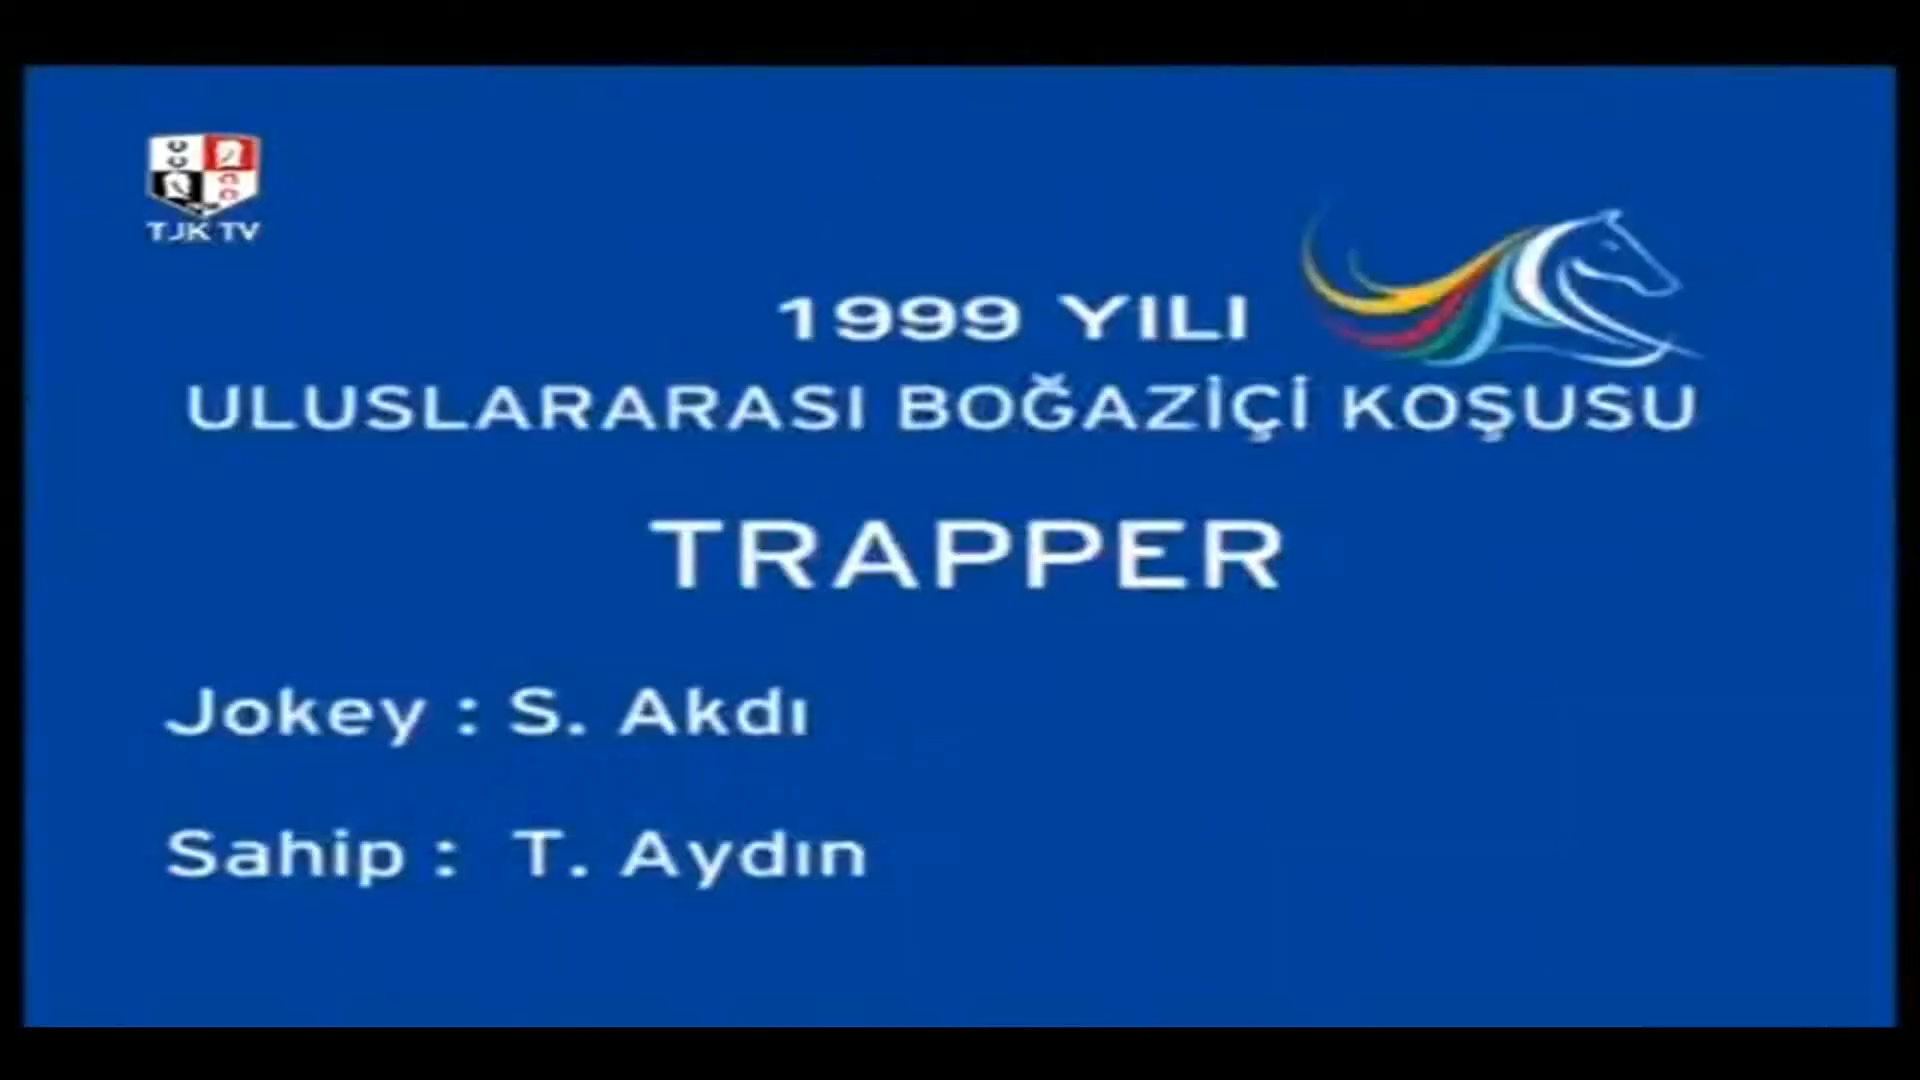 TJK TV
1999 YILI
ULUSLARARASI BOĞAZİÇİ KOŞUSU
TRAPPER
Jokey : S. Akdı
Sahip : T. Aydın